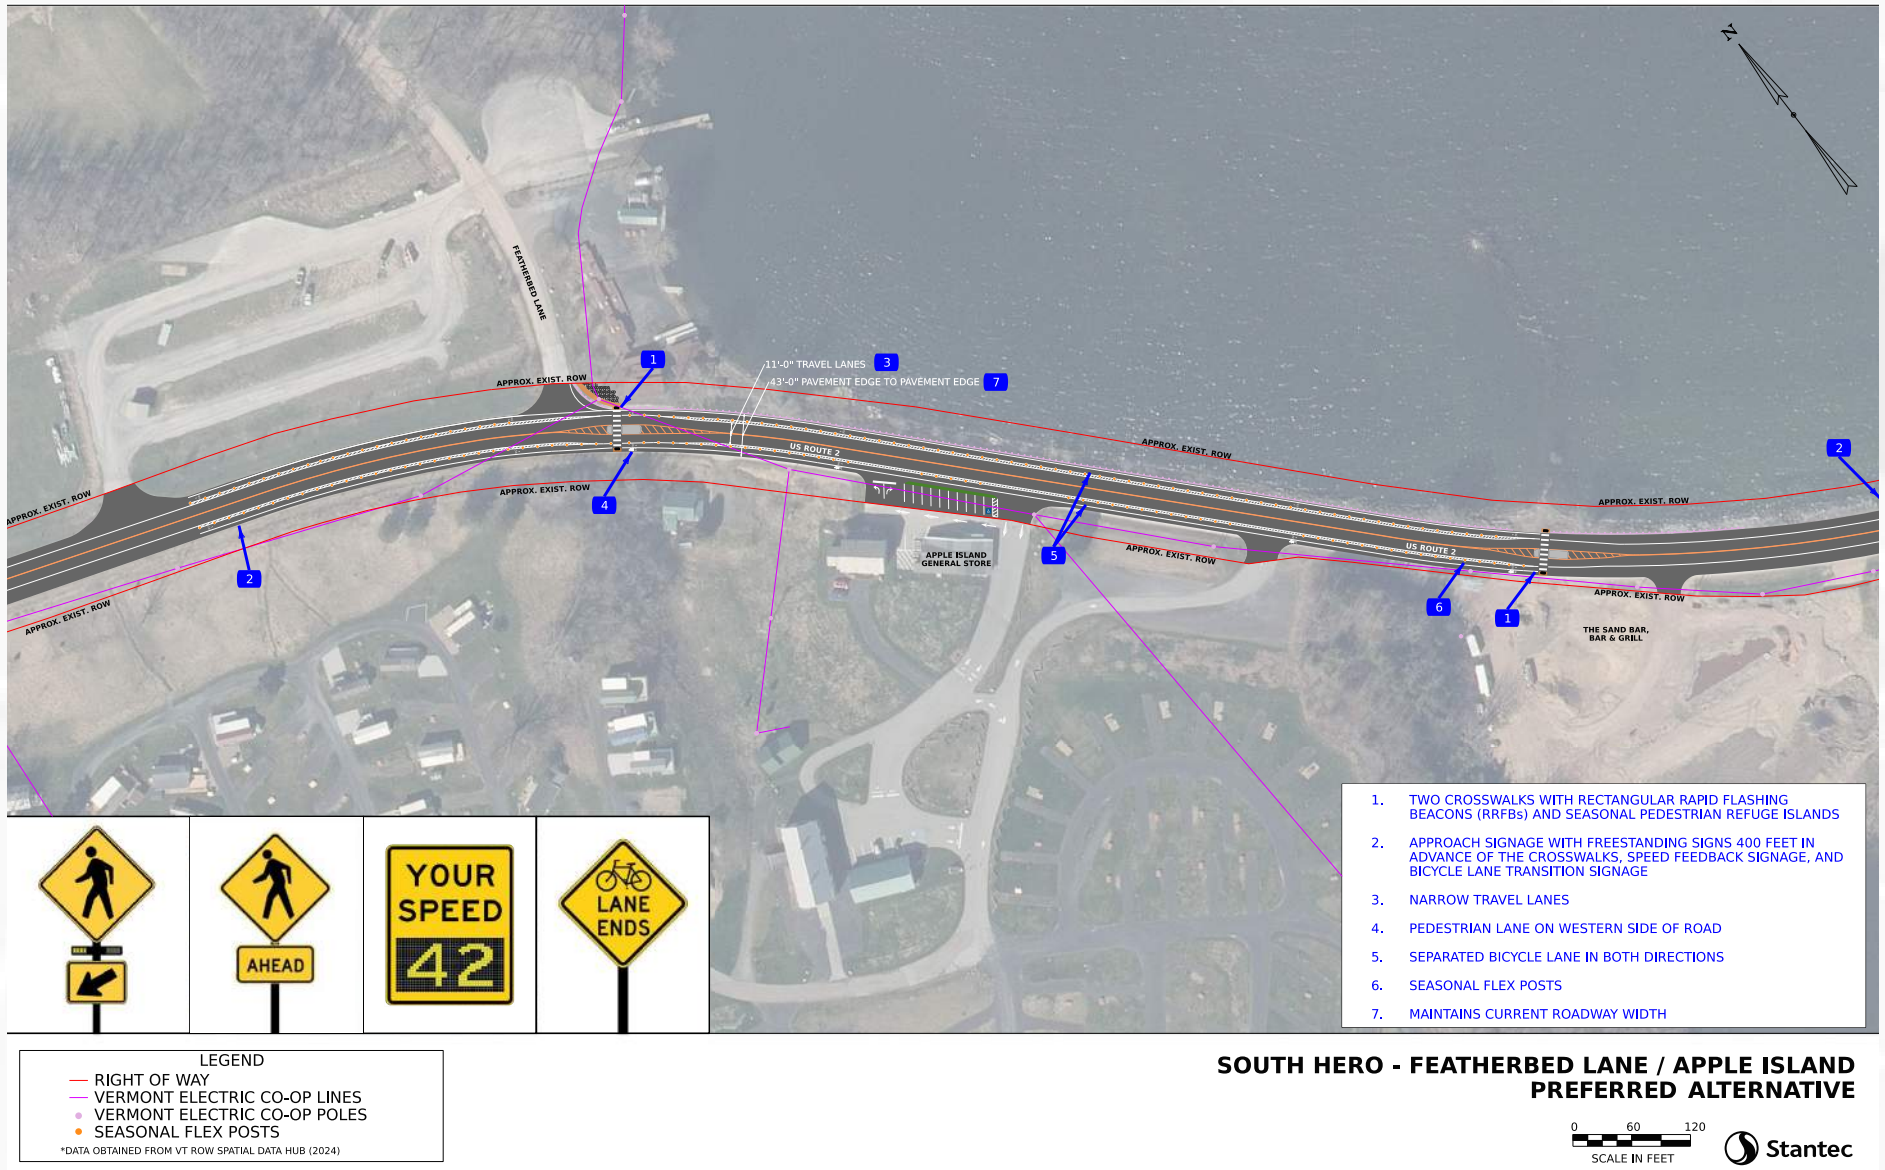 N
FEATHERBED LANE
1
11'-0" TRAVEL LANES 3
43'-0" PAVEMENT EDGE TO PAVEMENT EDGE 7
APPROX. EXIST. ROW
APPROX. EXIST. ROW
APPROX. EXIST. ROW
2
US ROUTE 2
APPROX. EXIST. ROW
APPROX. EXIST. ROW
4
5
APPLE ISLAND
GENERAL STORE
APPROX. EXIST. ROW
US ROUTE 2
2
APPROX. EXIST. ROW
6
1
APPROX. EXIST. ROW
THE SAND BAR,
BAR & GRILL
1. TWO CROSSWALKS WITH RECTANGULAR RAPID FLASHING
BEACONS (RRFBs) AND SEASONAL PEDESTRIAN REFUGE ISLANDS
2. APPROACH SIGNAGE WITH FREESTANDING SIGNS 400 FEET IN
ADVANCE OF THE CROSSWALKS, SPEED FEEDBACK SIGNAGE, AND
BICYCLE LANE TRANSITION SIGNAGE
3. NARROW TRAVEL LANES
4. PEDESTRIAN LANE ON WESTERN SIDE OF ROAD
5. SEPARATED BICYCLE LANE IN BOTH DIRECTIONS
6. SEASONAL FLEX POSTS
7. MAINTAINS CURRENT ROADWAY WIDTH
AHEAD
YOUR
SPEED
42
LANE
ENDS
LEGEND
RIGHT OF WAY
VERMONT ELECTRIC CO-OP LINES
VERMONT ELECTRIC CO-OP POLES
SEASONAL FLEX POSTS
*DATA OBTAINED FROM VT ROW SPATIAL DATA HUB (2024)
SOUTH HERO - FEATHERBED LANE / APPLE ISLAND
PREFERRED ALTERNATIVE
0 60 120
SCALE IN FEET
Stantec